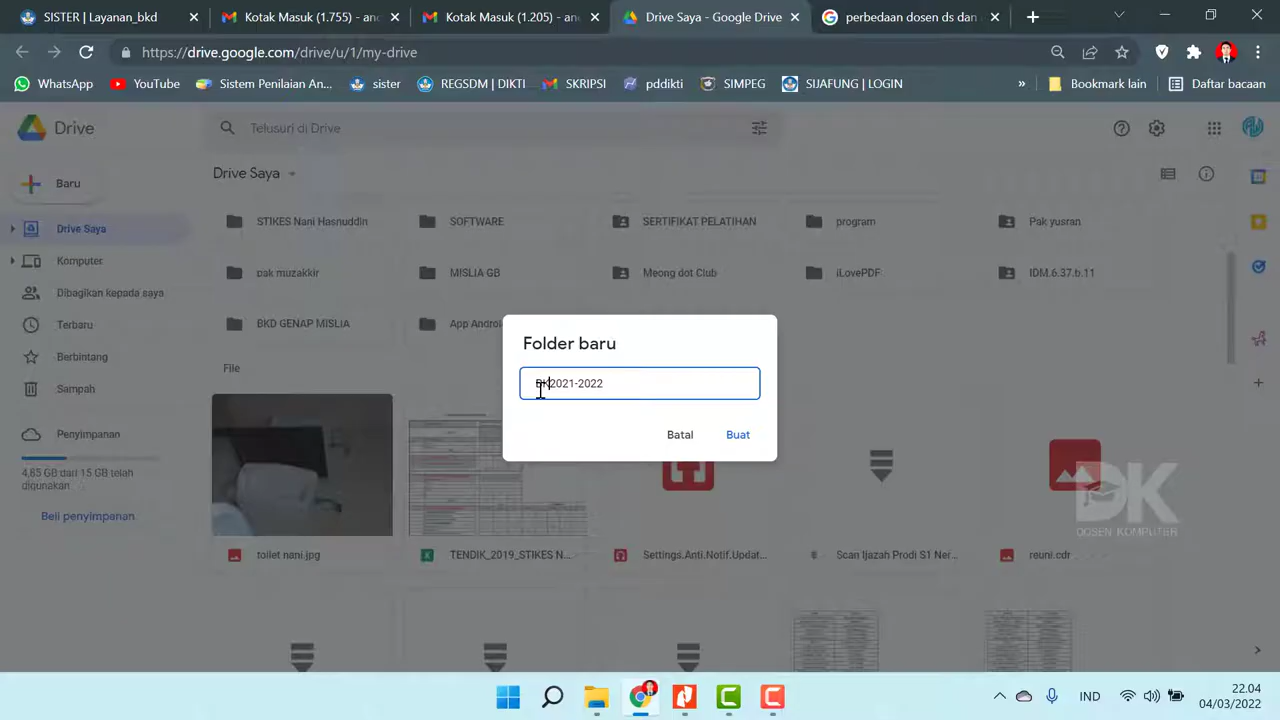 SISTER | Layanan bkd
Kotak Masuk (1.755) - an
Kotak Masuk (1.205) - an
Drive Saya - Google Drive
perbedaan dosen ds dan
https://drive.google.com/drive/u/1/my-drive
WhatsApp
YouTube
Sistem Penilaian An...
sister
REGSDM | DIKTI
SKRIPSI
pddikti
SIMPEG
SIJAFUNG | LOGIN
»
Bookmark lain
Daftar bacaan
Drive
Telusuri di Drive
Baru
Drive Saya
Drive Saya
Komputer
Dibagikan kepada saya
Terbaru
Berbintang
Sampah
Penyimpanan
4,85 GB dari 15 GB telah
digunakan
Beli penyimpanan
STIKES Nani Hasnuddin
SOFTWARE
SERTIFIKAT PELATIHAN
program
Pak yusran
pak muzakkir
MISLIA GB
Meong dot Club
iLovePDF
IDM.6.37.b.11
BKD GENAP MISLIA
App Androi
File
Folder baru
2021-2022
Batal
Buat
toilet nani.jpg
TENDIK_2019_STIKES N...
Settings.Anti.Notif.Updat...
Scan Ijazah Prodi S1 Ner...
reuni.cdr
DK
DOSEN KOMPUTER
IND
22.04
04/03/2022